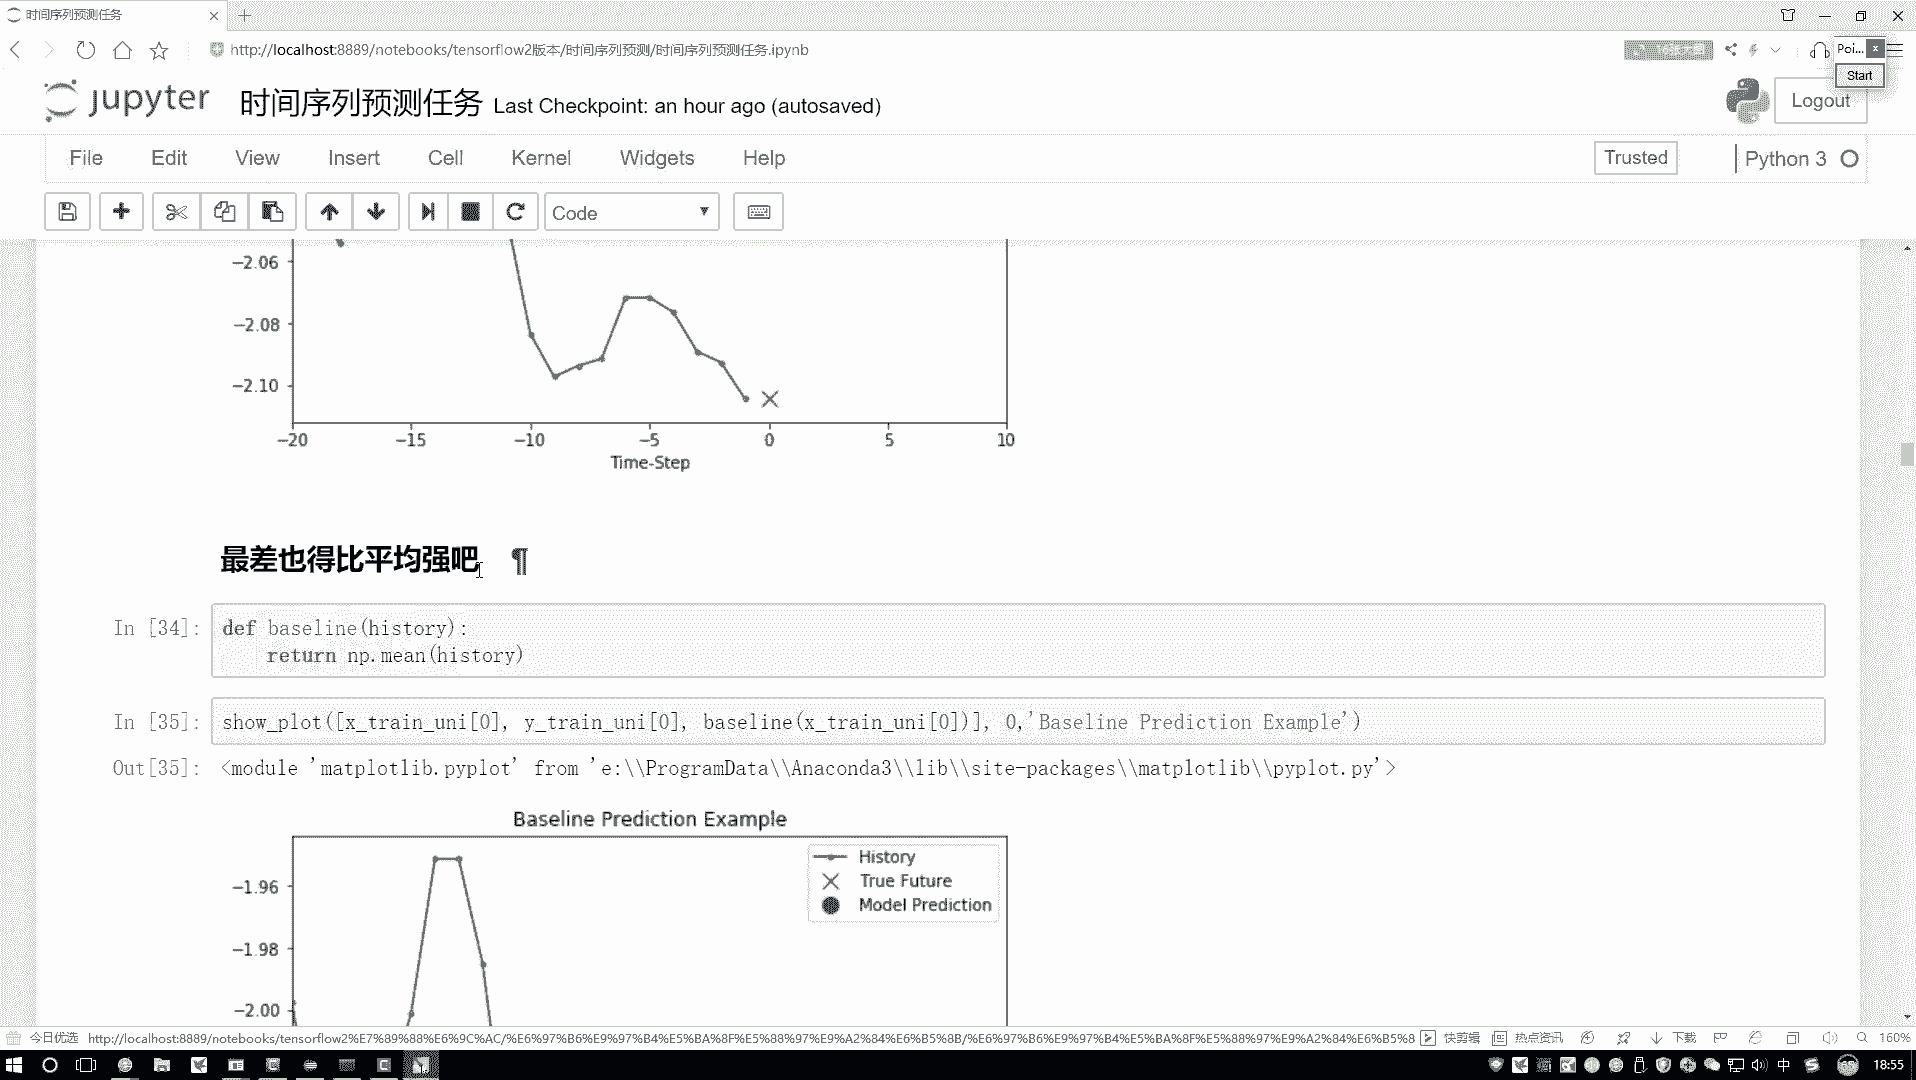 时间序列预测任务
http://localhost:8889/notebooks/tensorflow2版本/时间序列预测/时间序列预测任务.ipynb
Poi...
Start
jupyter 时间序列预测任务 Last Checkpoint: an hour ago (autosaved)
Logout
File Edit View Insert Cell Kernel Widgets Help
Trusted
Python 3
Code
−2.06
−2.08
−2.10
−20 −15 −10 −5 0 5 10
Time-Step
最差也得比平均强吧 ¶
In [34]: def baseline(history):
return np.mean(history)
In [35]: show_plot([x_train_uni[0], y_train_uni[0], baseline(x_train_uni[0])], 0,'Baseline Prediction Example')
Out[35]: <module 'matplotlib.pyplot' from 'e:\\ProgramData\\Anaconda3\\lib\\site-packages\\matplotlib\\pyplot.py'>
Baseline Prediction Example
History
True Future
Model Prediction
−1.96
−1.98
−2.00
今日优选 http://localhost:8889/notebooks/tensorflow2%E7%89%88%E6%9C%AC/%E6%97%B6%E9%97%B4%E5%BA%8F%E5%88%97%E9%A2%84%E6%B5%8B/%E6%97%B6%E9%97%B4%E5%BA%8F%E5%88%97%E9%A2%84%E6%B5%8 快剪辑 热点资讯 下载 160%
中 18:55